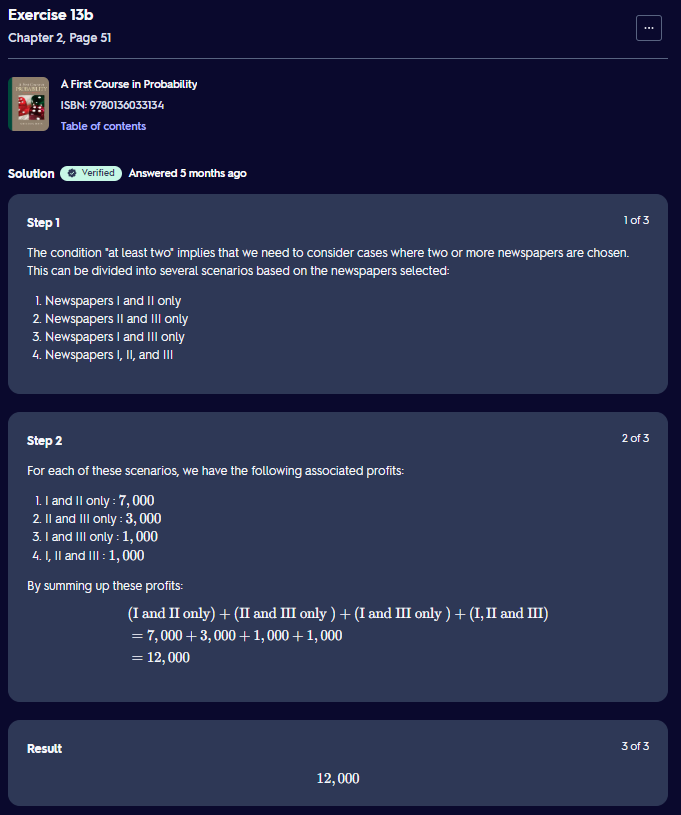 Exercise 13b
Chapter 2, Page 51
...
A First Course in Probability
ISBN: 9780136033134
Table of contents
Solution Verified Answered 5 months ago
Step 1
1 of 3
The condition "at least two" implies that we need to consider cases where two or more newspapers are chosen.
This can be divided into several scenarios based on the newspapers selected:
1. Newspapers I and II only
2. Newspapers II and III only
3. Newspapers I and III only
4. Newspapers I, II, and III
Step 2
2 of 3
For each of these scenarios, we have the following associated profits:
1. I and II only : 7,000
2. II and III only : 3,000
3. I and III only : 1,000
4. I, II and III : 1,000
By summing up these profits:
(I and II only) + (II and III only ) + (I and III only ) + (I, II and III)
= 7,000 + 3,000 + 1,000 + 1,000
= 12,000
Result
3 of 3
12,000